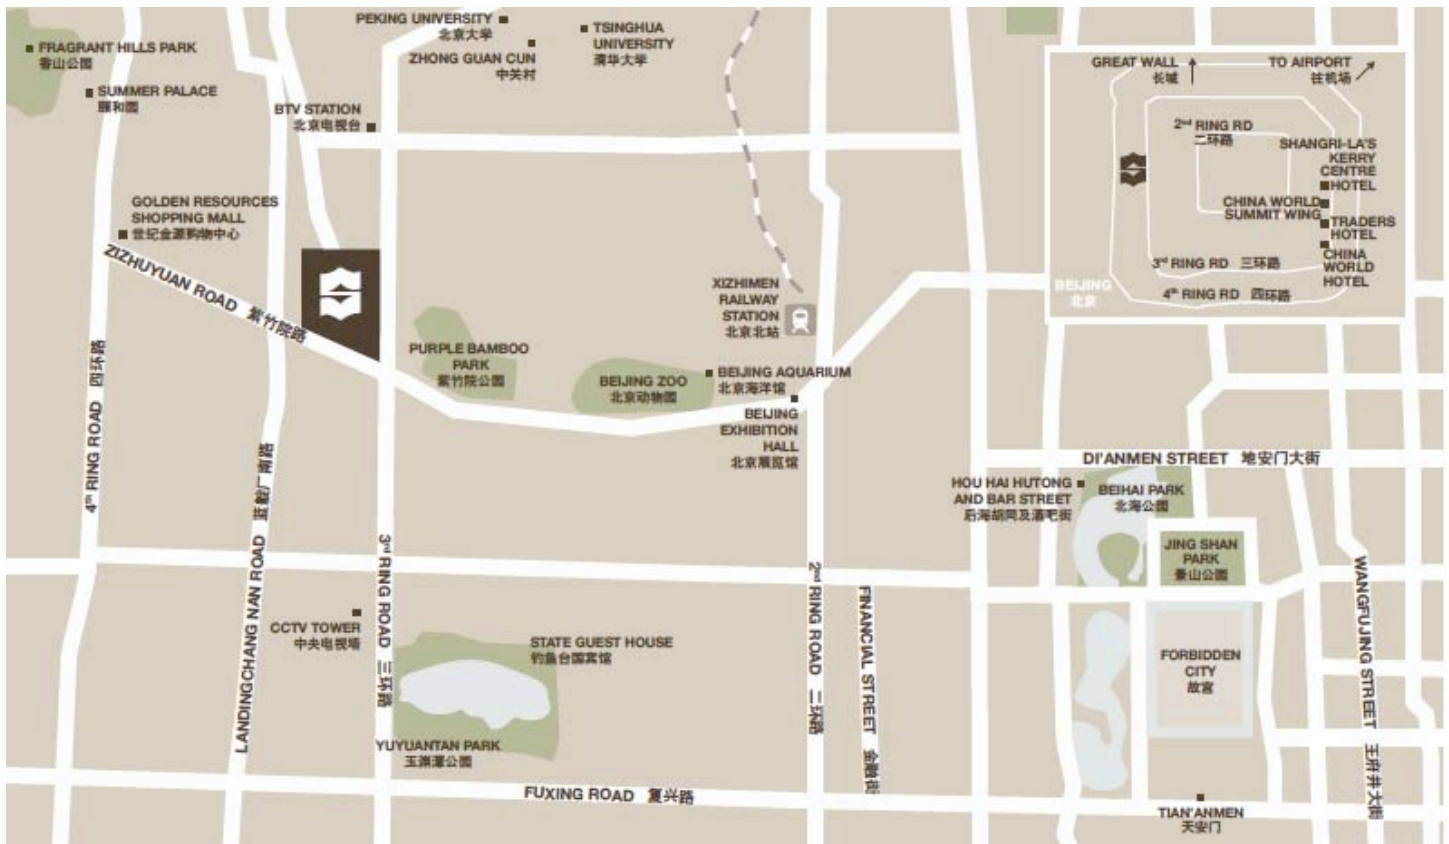 PEKING UNIVERSITY
北京大学
TSINGHUA
UNIVERSITY
清华大学
FRAGRANT HILLS PARK
香山公园
ZHONG GUAN CUN
中关村
GREAT WALL
长城
TO AIRPORT
往机场
SUMMER PALACE
颐和园
BTV STATION
北京电视台
2nd RING RD
二环路
SHANGRI-LA'S
KERRY
CENTRE
HOTEL
CHINA WORLD
SUMMIT WING
TRADERS
HOTEL
CHINA
WORLD
HOTEL
3rd RING RD 三环路
4th RING RD 四环路
BEIJING
北京
GOLDEN RESOURCES
SHOPPING MALL
世纪金源购物中心
ZIZHUYUAN ROAD 紫竹院路
XIZHIMEN
RAILWAY
STATION
北京北站
PURPLE BAMBOO
PARK
紫竹院公园
BEIJING ZOO
北京动物园
BEIJING AQUARIUM
北京海洋馆
BEIJING
EXHIBITION
HALL
北京展览馆
4th RING ROAD 四环路
LANDINGCHANG NAN ROAD 蓝靛厂南路
3rd RING ROAD 三环路
2nd RING ROAD 二环路
FINANCIAL STREET 金融街
DI'ANMEN STREET 地安门大街
HOU HAI HUTONG
AND BAR STREET
后海胡同及酒吧街
BEIHAI PARK
北海公园
JING SHAN
PARK
景山公园
WANGFUJING STREET 王府井大街
CCTV TOWER
中央电视塔
STATE GUEST HOUSE
钓鱼台国宾馆
FORBIDDEN
CITY
故宫
YUYUANTAN PARK
玉渊潭公园
FUXING ROAD 复兴路
TIAN'ANMEN
天安门